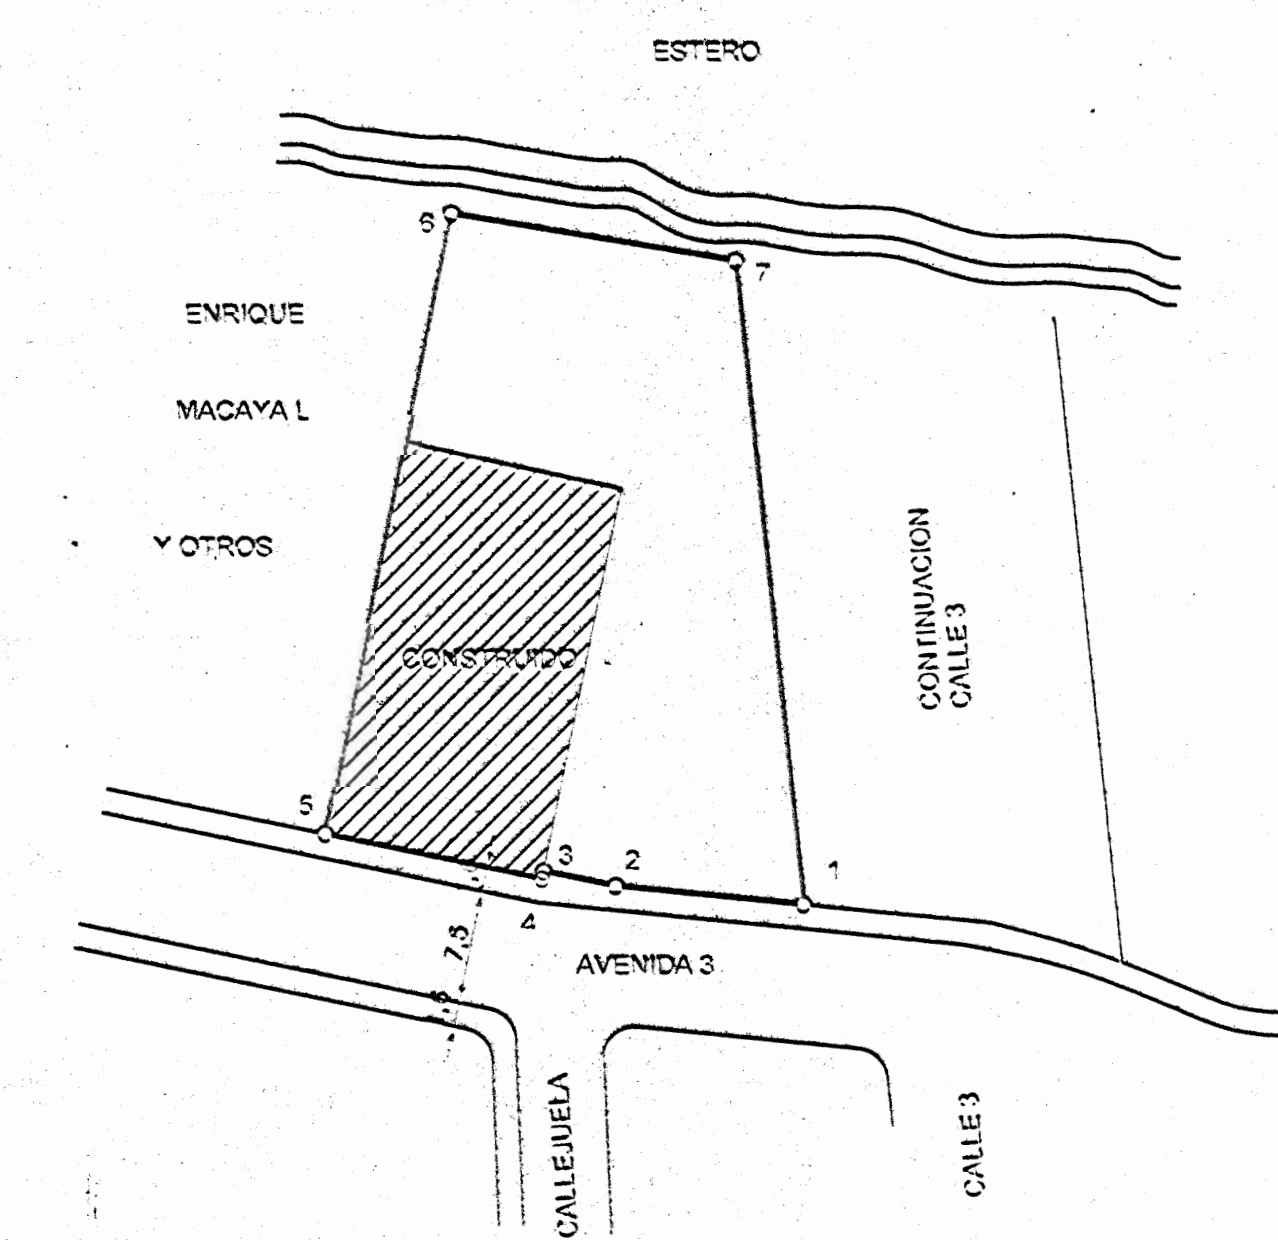 ESTERO
6
7
ENRIQUE
MACAYA L
Y OTROS
CONTINUACION
CALLE 3
CONSTRUIDO
5
3
2
1
4
7,5
AVENIDA 3
CALLEJUELA
CALLE 3